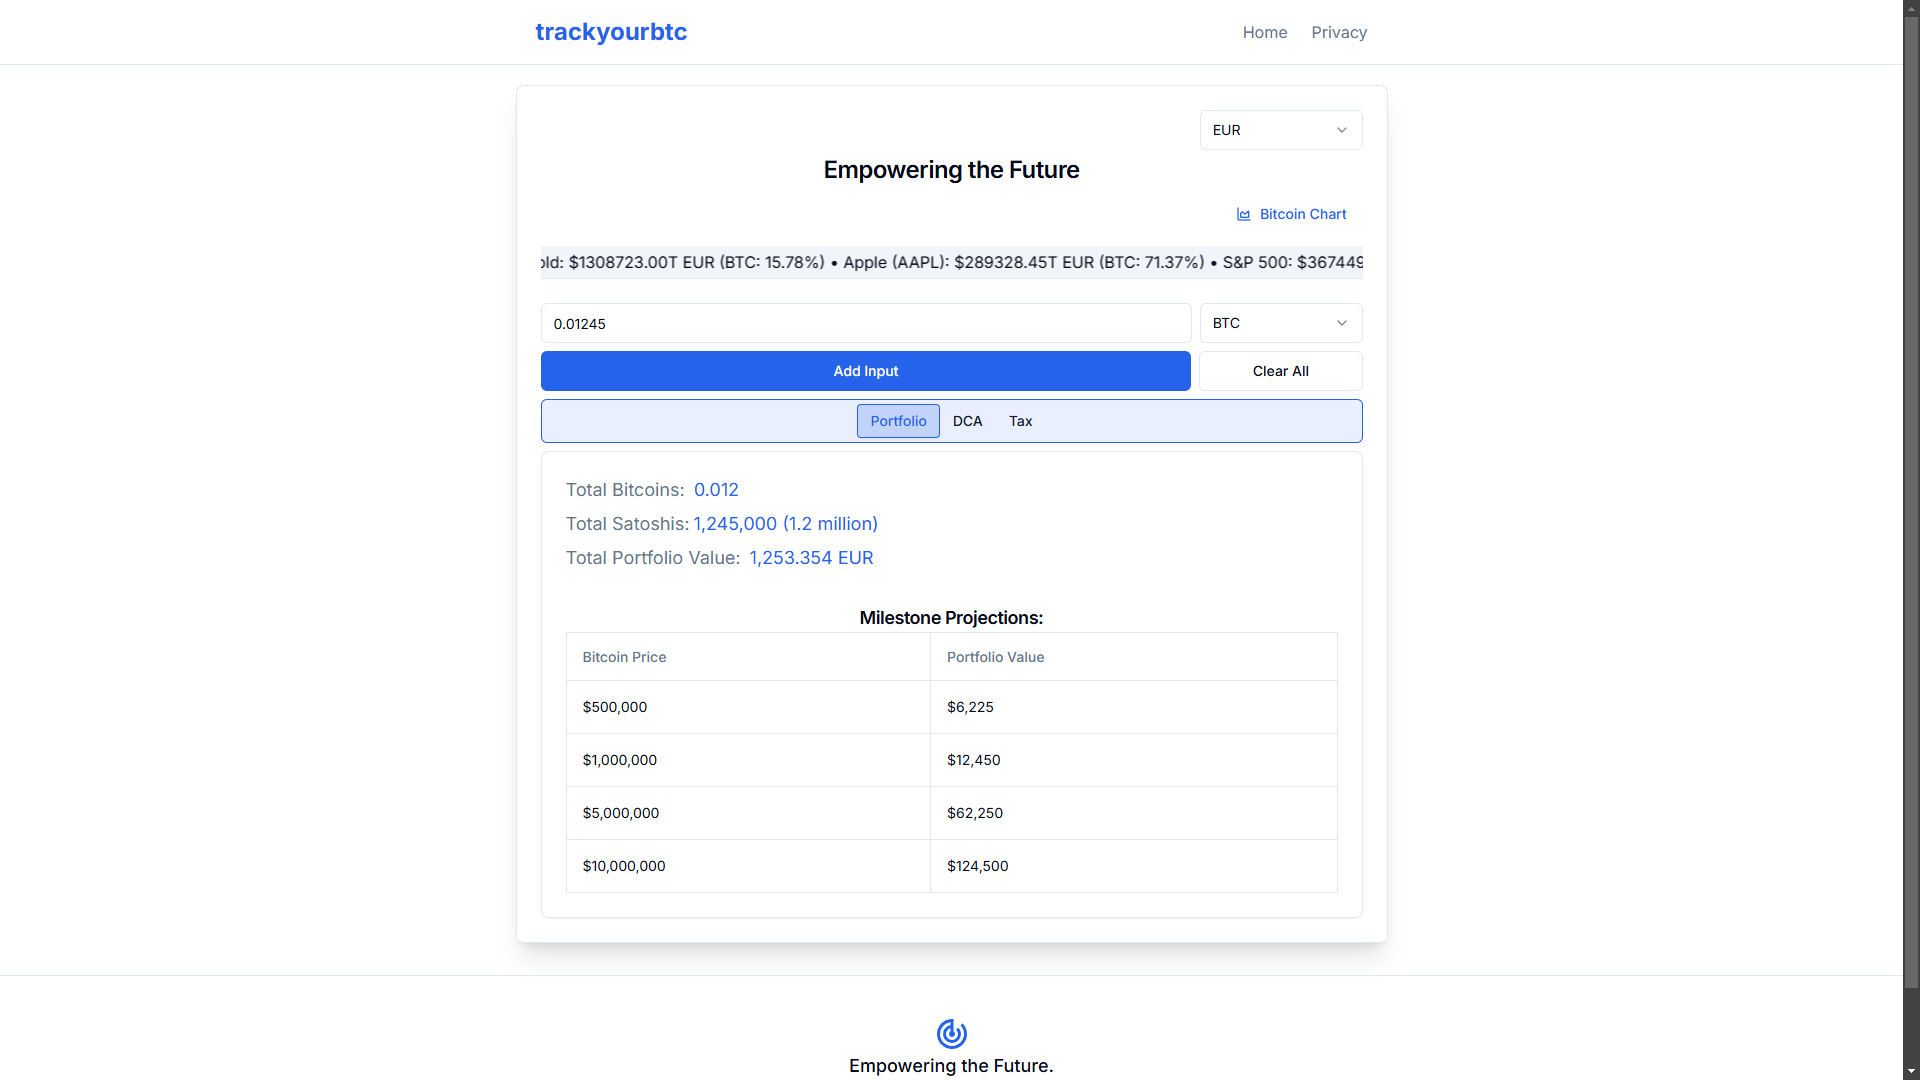 trackyourbtc Home Privacy
EUR
Empowering the Future
Bitcoin Chart
old: $1308723.00T EUR (BTC: 15.78%) • Apple (AAPL): $289328.45T EUR (BTC: 71.37%) • S&P 500: $367449
0.01245 BTC
Add Input Clear All
Portfolio DCA Tax
Total Bitcoins: 0.012
Total Satoshis: 1,245,000 (1.2 million)
Total Portfolio Value: 1,253.354 EUR
Milestone Projections:
Bitcoin Price Portfolio Value
$500,000 $6,225
$1,000,000 $12,450
$5,000,000 $62,250
$10,000,000 $124,500
Empowering the Future.